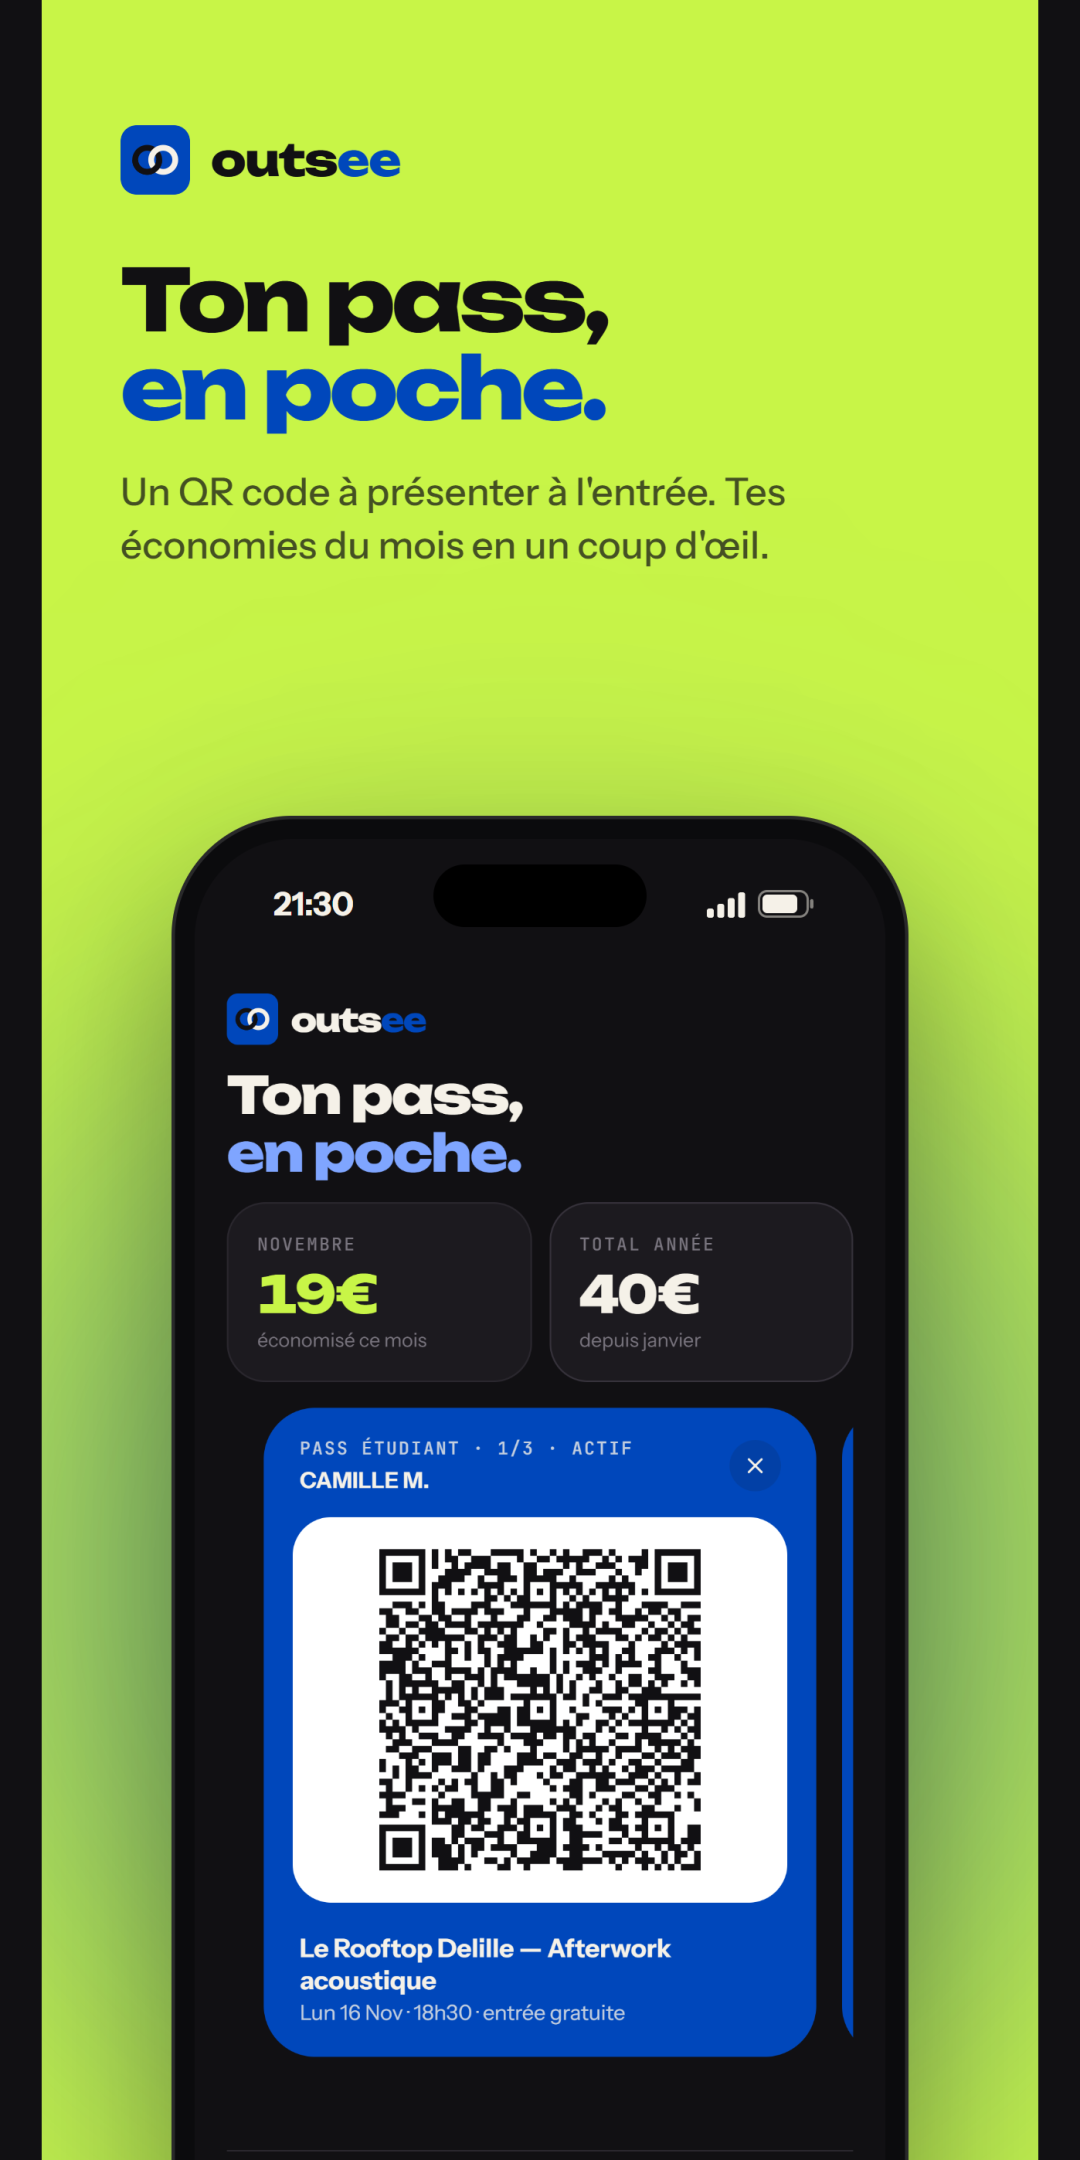 outsee
Ton pass,
en poche.
Un QR code à présenter à l'entrée. Tes
économies du mois en un coup d'œil.
21:30
outsee
Ton pass,
en poche.
NOVEMBRE
19€
économisé ce mois
TOTAL ANNÉE
40€
depuis janvier
PASS ÉTUDIANT · 1/3 · ACTIF
CAMILLE M.
Le Rooftop Delille — Afterwork
acoustique
Lun 16 Nov · 18h30 · entrée gratuite